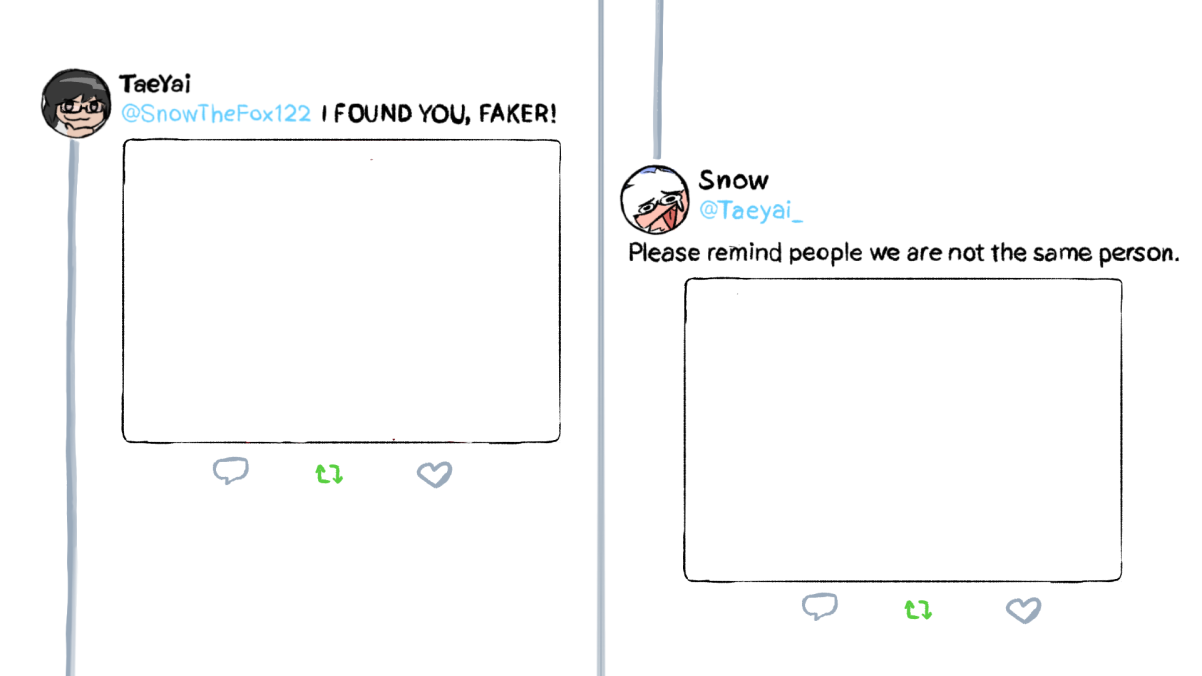 TaeYai
@SnowTheFox122 I FOUND YOU, FAKER!
Snow
@Taeyai_
Please remind people we are not the same person.